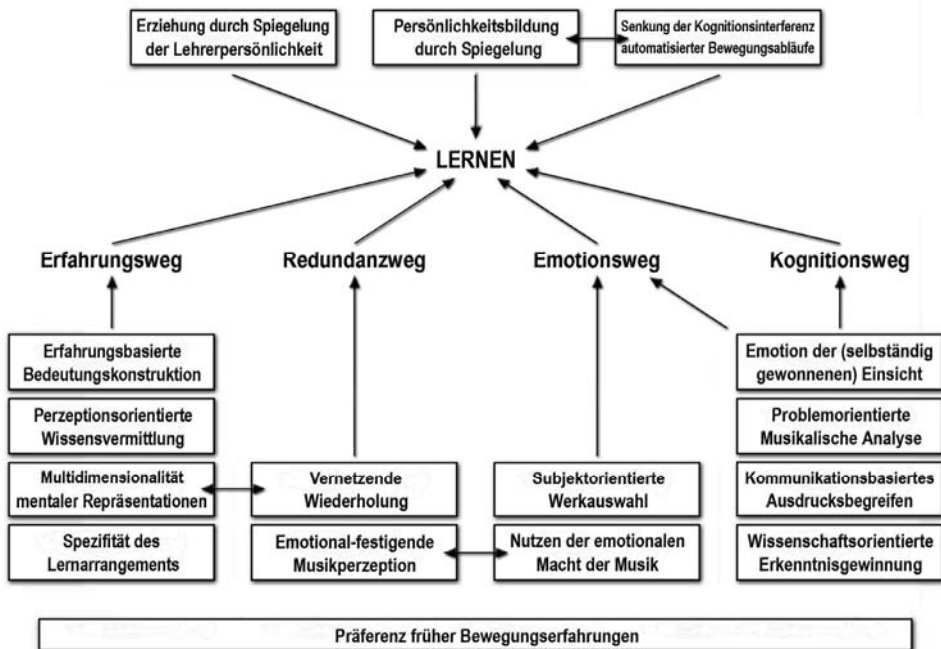 Erziehung durch Spiegelung
der Lehrerpersönlichkeit
Persönlichkeitsbildung
durch Spiegelung
Senkung der Kognitionsinterferenz
automatisierter Bewegungsabläufe
LERNEN
Erfahrungsweg
Redundanzweg
Emotionsweg
Kognitionsweg
Erfahrungsbasierte
Bedeutungskonstruktion
Perzeptionsorientierte
Wissensvermittlung
Multidimensionalität
mentaler Repräsentationen
Spezifität des
Lernarrangements
Vernetzende
Wiederholung
Emotional-festigende
Musikperzeption
Subjektorientierte
Werkauswahl
Nutzen der emotionalen
Macht der Musik
Emotion der (selbständig
gewonnenen) Einsicht
Problemorientierte
Musikalische Analyse
Kommunikationsbasiertes
Ausdrucksbegreifen
Wissenschaftsorientierte
Erkenntnisgewinnung
Präferenz früher Bewegungserfahrungen